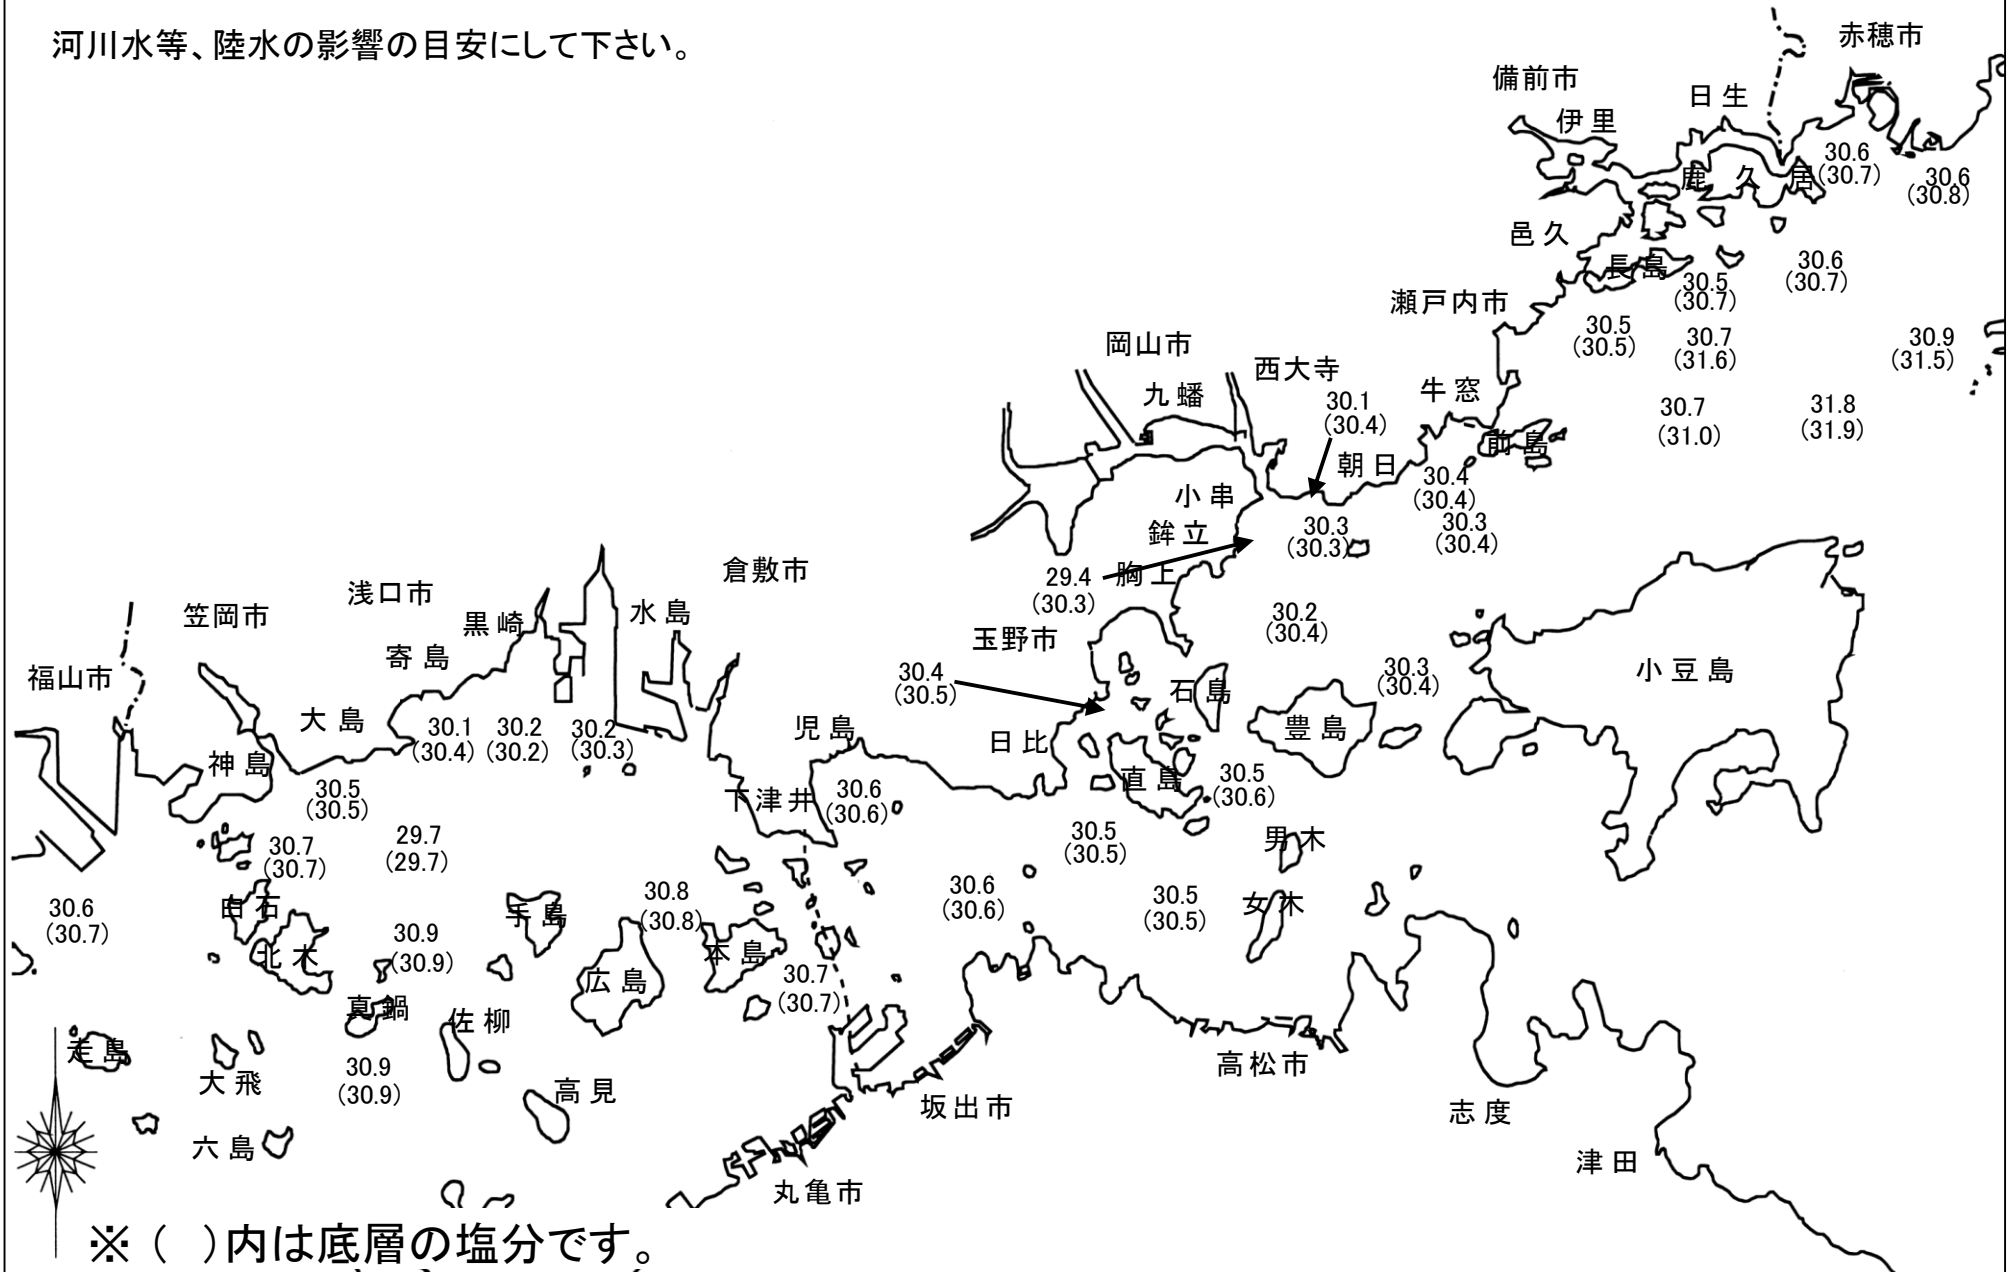 河川水等、陸水の影響の目安にして下さい。
赤穂市
備前市
日生
伊里
30.6
(30.7)
鹿久居
30.6
(30.8)
邑久
長島
30.6
(30.7)
30.5
(30.7)
瀬戸内市
30.5
(30.5)
30.7
(31.6)
30.9
(31.5)
岡山市
西大寺
九蟠
牛窓
30.1
(30.4)
30.7
(31.0)
31.8
(31.9)
前島
朝日
30.4
(30.4)
小串
鉾立
30.3
(30.3)
30.3
(30.4)
倉敷市
胸上
29.4
(30.3)
浅口市
笠岡市
黒崎
水島
30.2
(30.4)
玉野市
寄島
福山市
30.4
(30.5)
30.3
(30.4)
小豆島
石島
大島
30.1
(30.4)
30.2
(30.2)
30.2
(30.3)
児島
日比
豊島
神島
直島
30.5
(30.5)
下津井
30.6
(30.6)
30.5
(30.6)
29.7
(29.7)
30.5
(30.5)
男木
30.7
(30.7)
30.6
(30.7)
白石
手島
30.8
(30.8)
30.6
(30.6)
30.5
(30.5)
女木
30.9
(30.9)
北木
本島
広島
30.7
(30.7)
真鍋
佐柳
走島
大飛
30.9
(30.9)
高見
高松市
坂出市
志度
六島
津田
丸亀市
※（　）内は底層の塩分です。